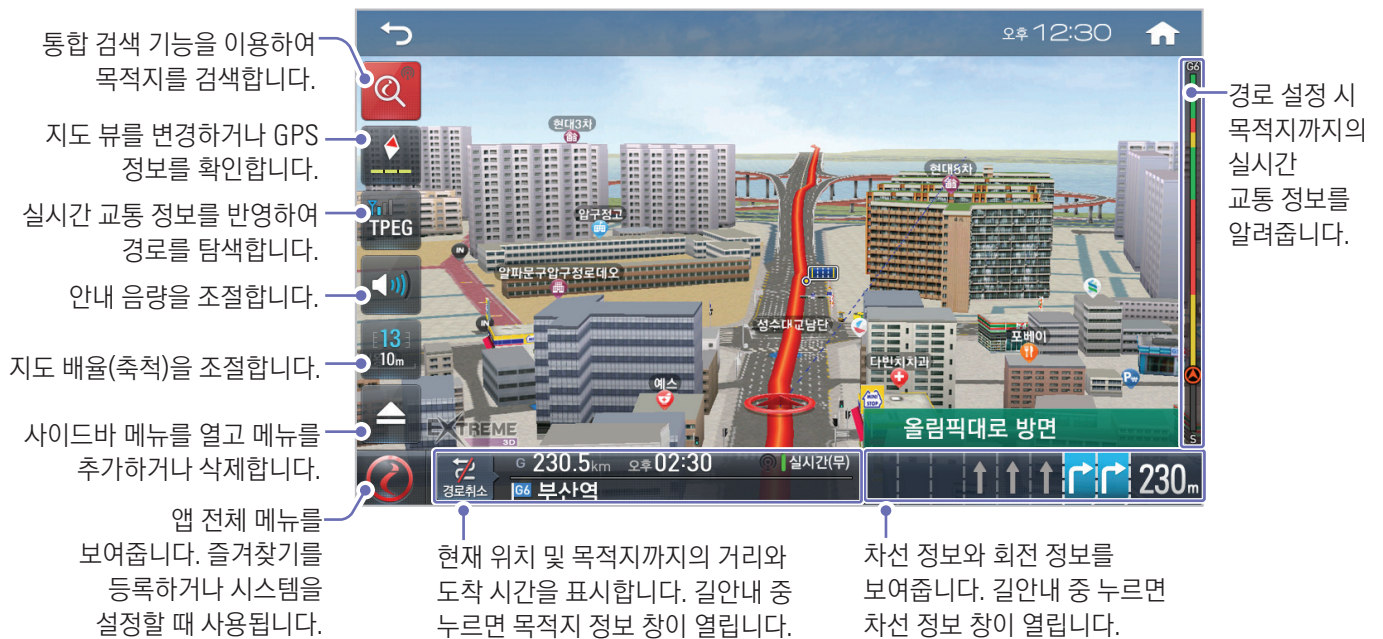 통합 검색 기능을 이용하여
목적지를 검색합니다.
지도 뷰를 변경하거나 GPS
정보를 확인합니다.
실시간 교통 정보를 반영하여
경로를 탐색합니다.
안내 음량을 조절합니다.
지도 배율(축척)을 조절합니다.
사이드바 메뉴를 열고 메뉴를
추가하거나 삭제합니다.
앱 전체 메뉴를
보여줍니다. 즐겨찾기를
등록하거나 시스템을
설정할 때 사용됩니다.
오후 12:30
TPEG
13
10m
현대3차
현대8차
압구정고
IN
알파문구압구정로데오
IN
성수대교남단
포베이
다빈치치과
예스
P
MINI
STOP
EXTREME
3D
올림픽대로 방면
경로취소
G 230.5km 오후 02:30 실시간(무)
G6 부산역
230m
G6
S
경로 설정 시
목적지까지의
실시간
교통 정보를
알려줍니다.
현재 위치 및 목적지까지의 거리와
도착 시간을 표시합니다. 길안내 중
누르면 목적지 정보 창이 열립니다.
차선 정보와 회전 정보를
보여줍니다. 길안내 중 누르면
차선 정보 창이 열립니다.